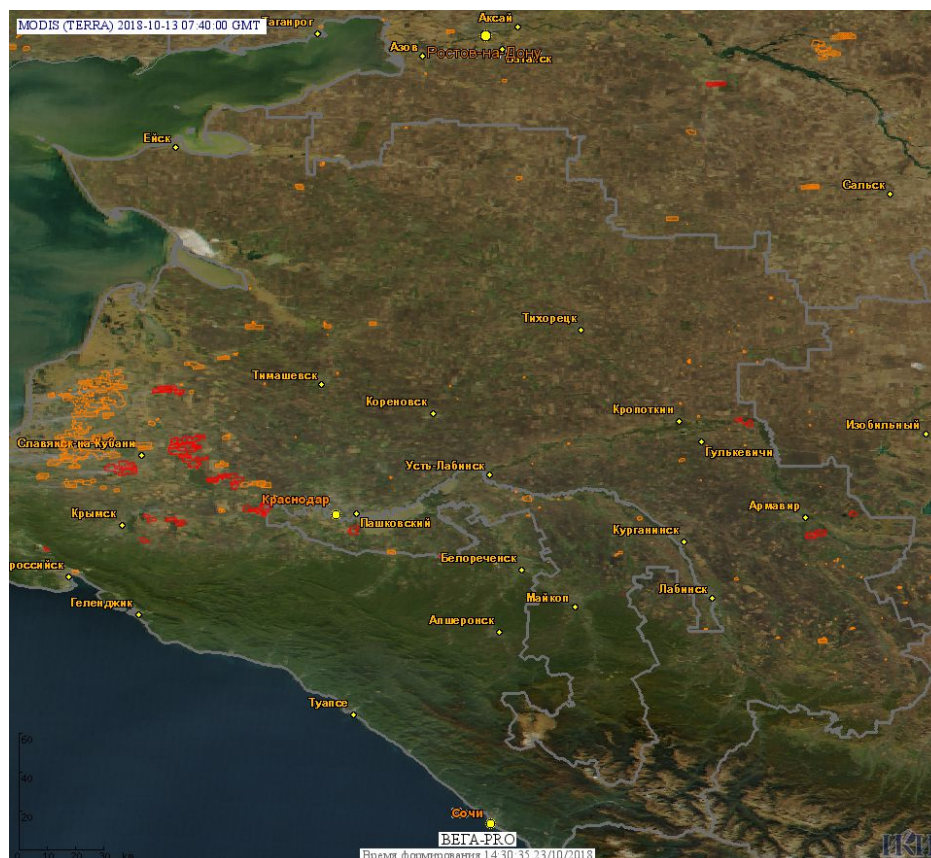 MODIS (TERRA) 2018-10-13 07:40:00 GMT
Таганрог
Аксай
Азов
Ростов-на-Дону
Батайск
Ейск
Сальск
Тихорецк
Тимашевск
Кореновск
Кропоткин
Изобильный
Славянск-на-Кубани
Гулькевичи
Усть-Лабинск
Краснодар
Крымск
Пашковский
Армавир
Курганинск
Белореченск
российск
Майкоп
Лабинск
Геленджик
Апшеронск
Туапсе
60
40
20
Сочи
ВЕГА-PRO
0 10 20 30 km
ИКИ
Время формирования 14:30:35 23/10/2018